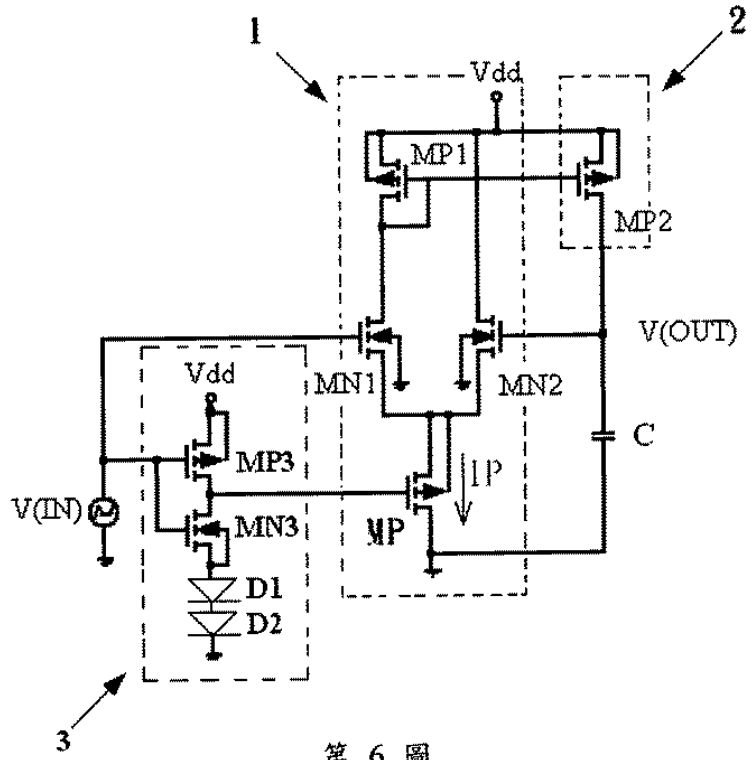 1
2
Vdd
MP1
MP2
V(OUT)
MN1
MN2
Vdd
MP3
C
IP
V(IN)
MN3
MP
D1
D2
3
第 6 圖